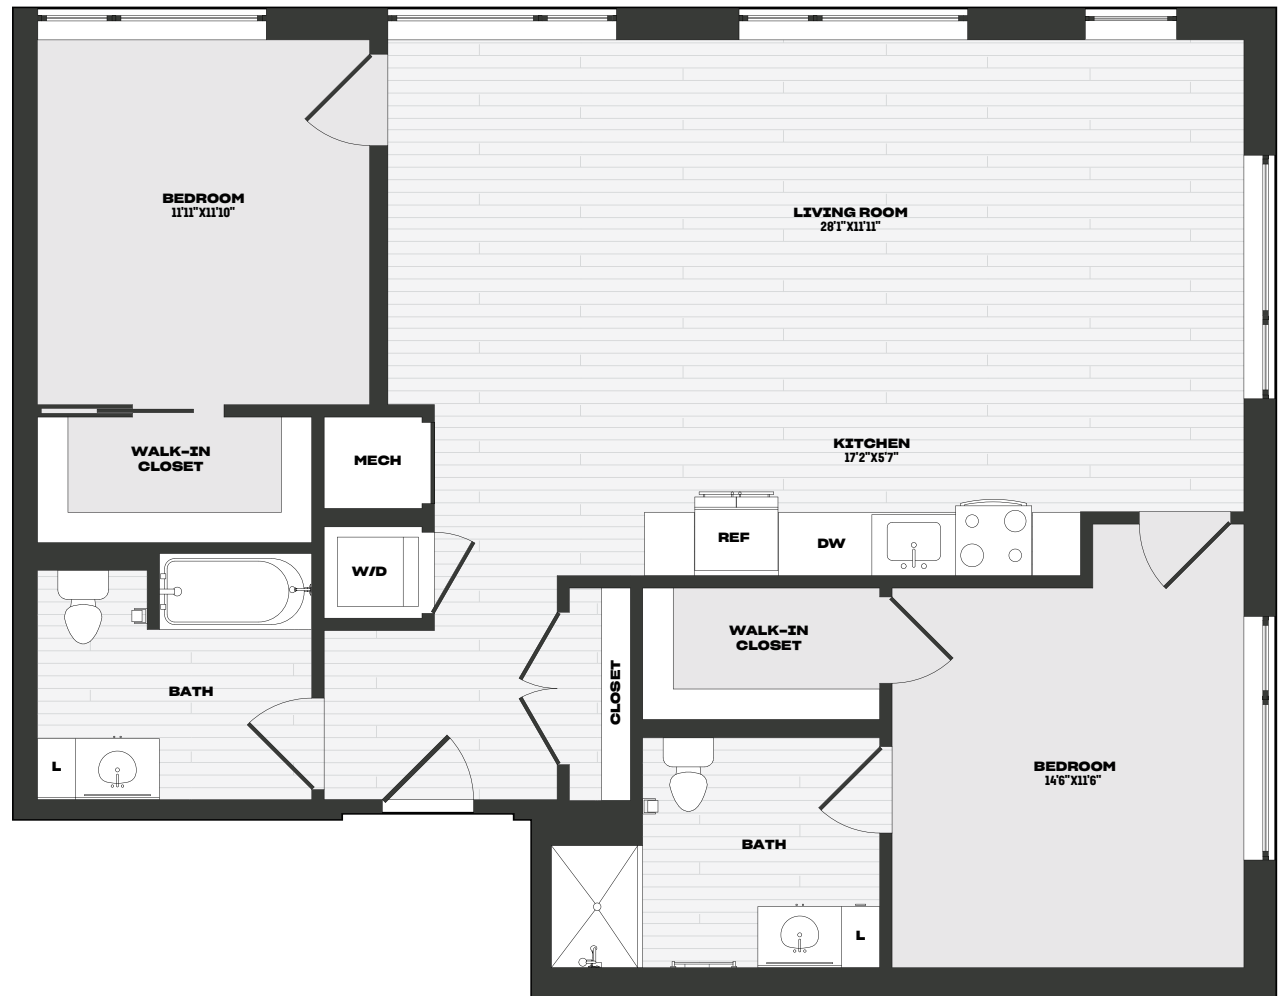 BEDROOM
11'11"X11'10"
LIVING ROOM
28'1"X11'11"
KITCHEN
17'2"X5'7"
WALK-IN
CLOSET
MECH
REF
DW
W/D
WALK-IN
CLOSET
CLOSET
BATH
L
BEDROOM
14'6"X11'6"
BATH
L